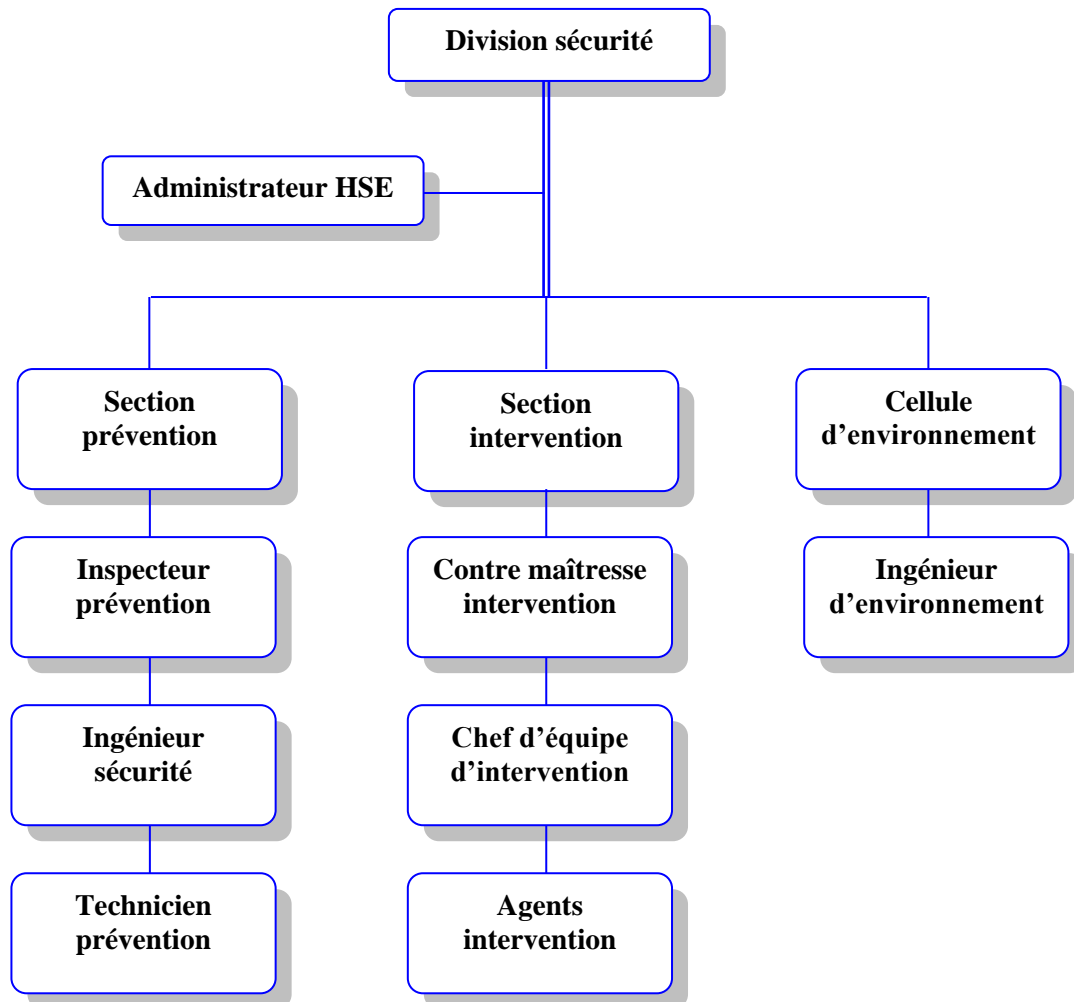 Division sécurité
Administrateur HSE
Section
prévention
Section
intervention
Cellule
d’environnement
Inspecteur
prévention
Contre maîtresse
intervention
Ingénieur
d’environnement
Ingénieur
sécurité
Chef d’équipe
d’intervention
Technicien
prévention
Agents
intervention